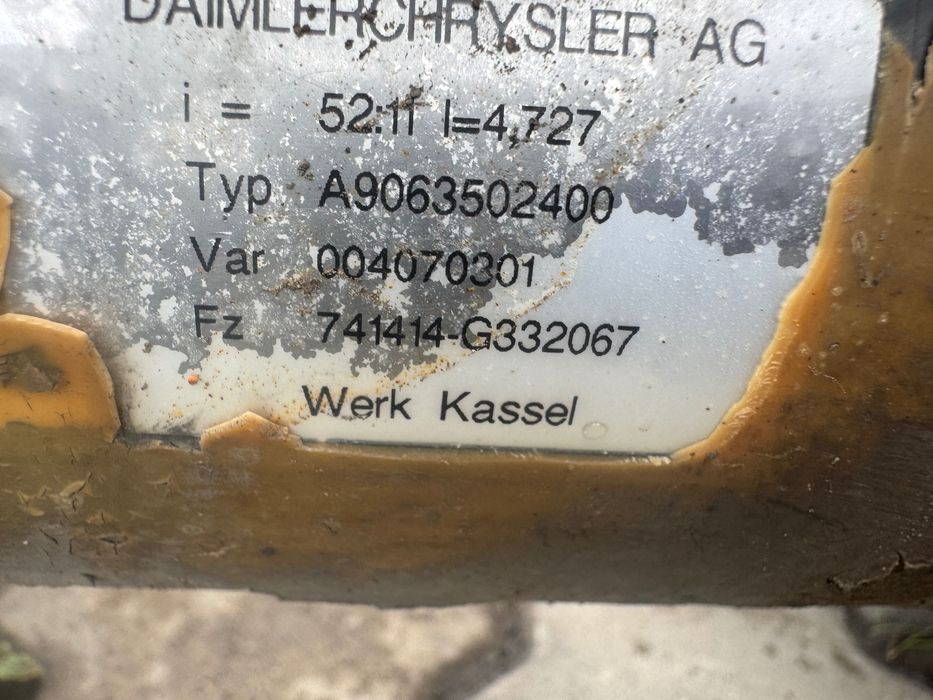 DAIMLERCHRYSLER AG
i = 52:11 I=4,727
Typ A9063502400
Var 004070301
Fz 741414-G332067
Werk Kassel